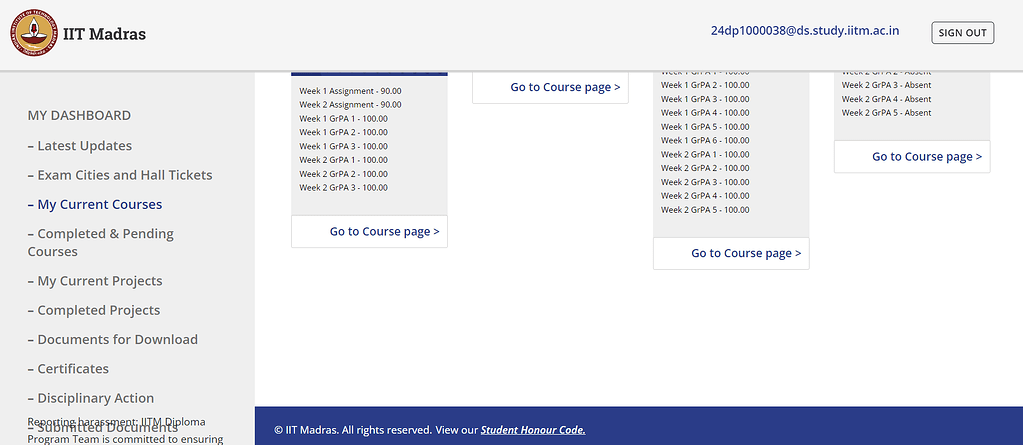 IIT Madras
24dp1000038@ds.study.iitm.ac.in
SIGN OUT
MY DASHBOARD
– Latest Updates
– Exam Cities and Hall Tickets
– My Current Courses
– Completed & Pending
Courses
– My Current Projects
– Completed Projects
– Documents for Download
– Certificates
– Disciplinary Action
– Submitted Documents
Reporting harassment: IITM Diploma
Program Team is committed to ensuring
Week 1 Assignment - 90.00
Week 2 Assignment - 90.00
Week 1 GrPA 1 - 100.00
Week 1 GrPA 2 - 100.00
Week 1 GrPA 3 - 100.00
Week 2 GrPA 1 - 100.00
Week 2 GrPA 2 - 100.00
Week 2 GrPA 3 - 100.00
Go to Course page >
Go to Course page >
Week 1 GrPA 1 - 100.00
Week 1 GrPA 2 - 100.00
Week 1 GrPA 3 - 100.00
Week 1 GrPA 4 - 100.00
Week 1 GrPA 5 - 100.00
Week 1 GrPA 6 - 100.00
Week 2 GrPA 1 - 100.00
Week 2 GrPA 2 - 100.00
Week 2 GrPA 3 - 100.00
Week 2 GrPA 4 - 100.00
Week 2 GrPA 5 - 100.00
Go to Course page >
Week 2 GrPA 2 - Absent
Week 2 GrPA 3 - Absent
Week 2 GrPA 4 - Absent
Week 2 GrPA 5 - Absent
Go to Course page >
© IIT Madras. All rights reserved. View our Student Honour Code.